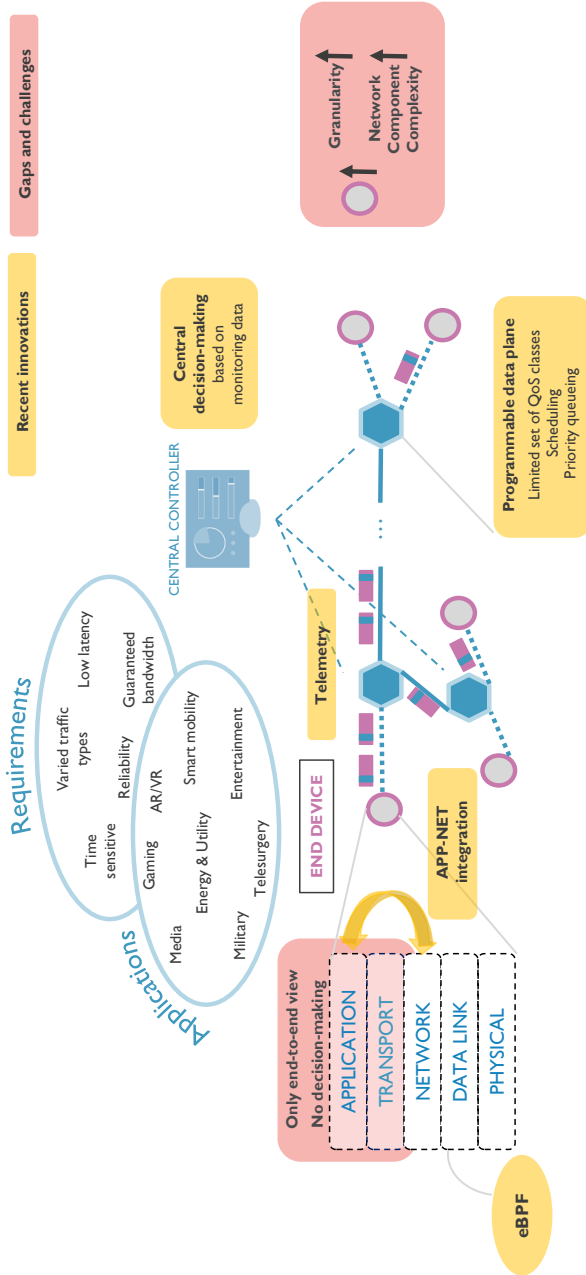 Requirements
Time
sensitive
Varied traffic
types
Low latency
Reliability
Guaranteed
bandwidth
Applications
Media
Gaming
AR/VR
Military
Energy & Utility
Smart mobility
Telesurgery
Entertainment
Recent innovations
Gaps and challenges
CENTRAL CONTROLLER
Central
decision-making
based on
monitoring data
Only end-to-end view
No decision-making
APPLICATION
TRANSPORT
NETWORK
DATA LINK
PHYSICAL
eBPF
END DEVICE
Telemetry
APP-NET
integration
...
Programmable data plane
Limited set of QoS classes
Scheduling
Priority queueing
Granularity
Network
Component
Complexity